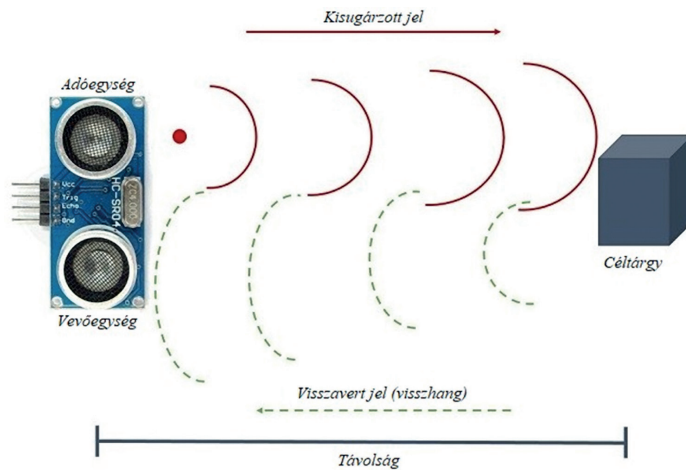 Kisugárzott jel
Adóegység
Vcc
Trig
Echo
Gnd
HC-SR04
Vevőegység
Céltárgy
Visszavert jel (visszhang)
Távolság